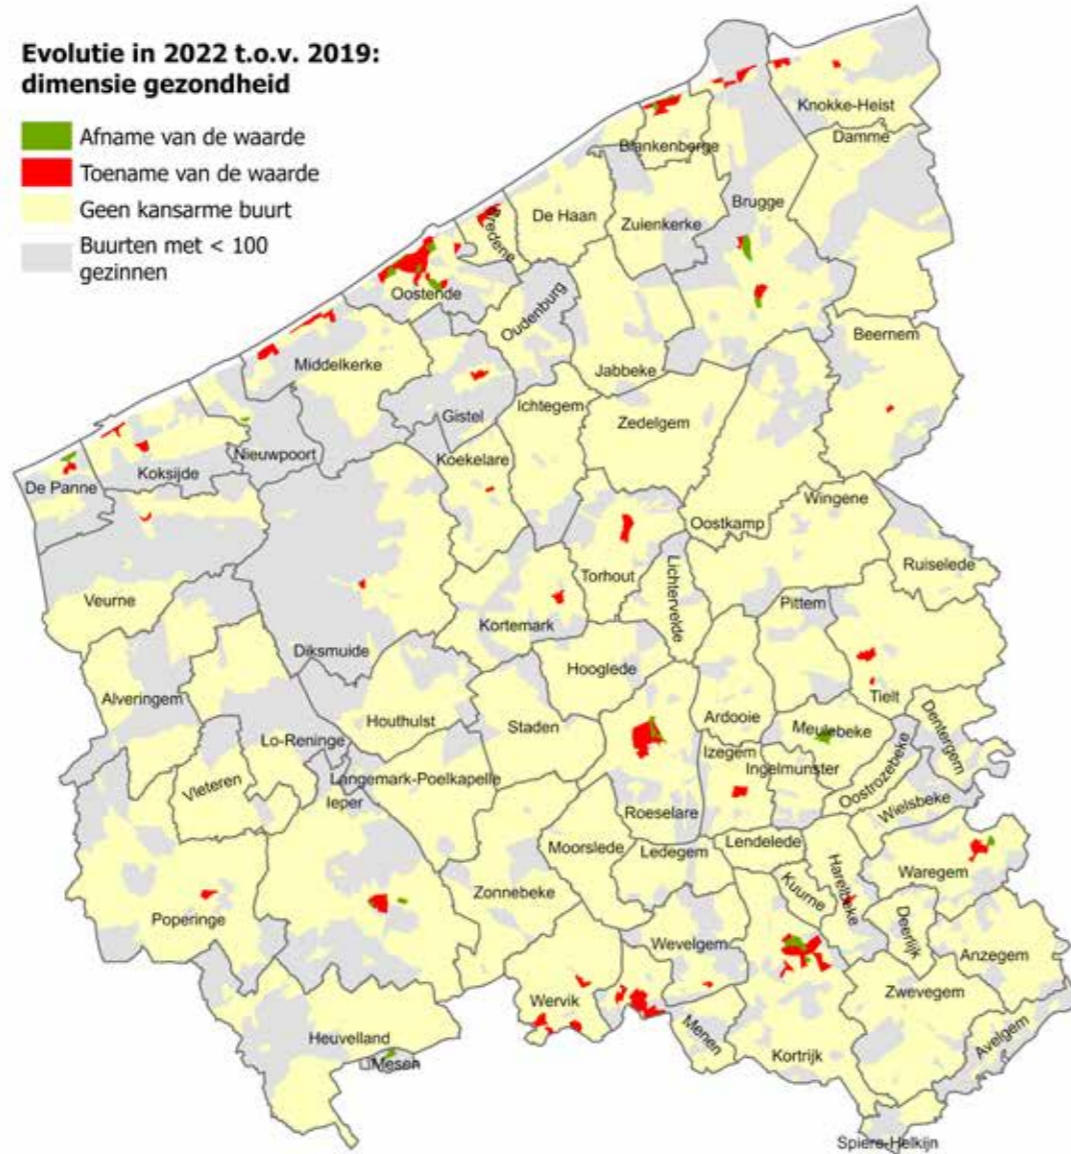 Evolutie in 2022 t.o.v. 2019:
dimensie gezondheid
Afname van de waarde
Toename van de waarde
Geen kansarme buurt
Buurten met < 100
gezinnen
Knokke-Heist
Damme
Blankenberge
Brugge
De Haan
Zuienkerke
Bredene
Oostende
Oudenburg
Middelkerke
Jabbeke
Beernem
Gistel
Ichtegem
Zedelgem
Nieuwpoort
Koekelare
Koksijde
De Panne
Wingene
Oostkamp
Torhout
Lichtervelde
Ruiselede
Veurne
Kortemark
Pittem
Diksmuide
Hooglede
Alveringem
Tielt
Houthulst
Staden
Ardooie
Meulebeke
Dentergem
Lo-Reninge
Izegem
Ingelmunster
Oostrozebeke
Langemark-Poelkapelle
Vleteren
Ieper
Roeselare
Wielsbeke
Moorslede
Ledegem
Lendelede
Waregem
Zonnebeke
Kuurne
Harelbeke
Poperinge
Deerlijk
Wevelgem
Anzegem
Wervik
Zwevegem
Heuvelland
Menen
Avelgem
Mesen
Kortrijk
Spiere-Helkijn